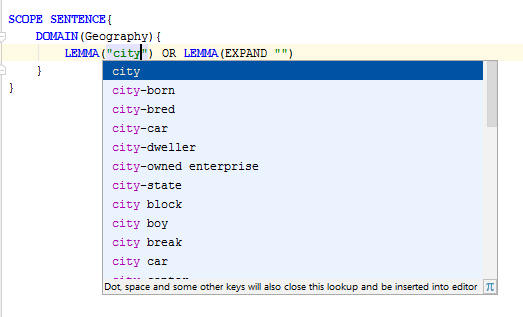 SCOPE SENTENCE{
DOMAIN(Geography){
LEMMA("city") OR LEMMA(EXPAND "")
}
}
city
city-born
city-bred
city-car
city-dweller
city-owned enterprise
city-state
city block
city boy
city break
city car
Dot, space and some other keys will also close this lookup and be inserted into editor π